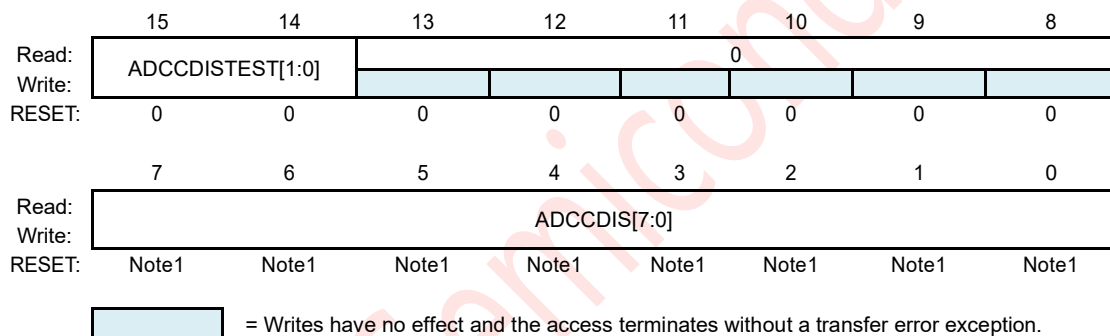 15 14 13 12 11 10 9 8
Read: ADCCDISTEST[1:0] 0
Write:
RESET: 0 0 0 0 0 0 0 0
7 6 5 4 3 2 1 0
Read: ADCCDIS[7:0]
Write:
RESET: Note1 Note1 Note1 Note1 Note1 Note1 Note1 Note1
= Writes have no effect and the access terminates without a transfer error exception.